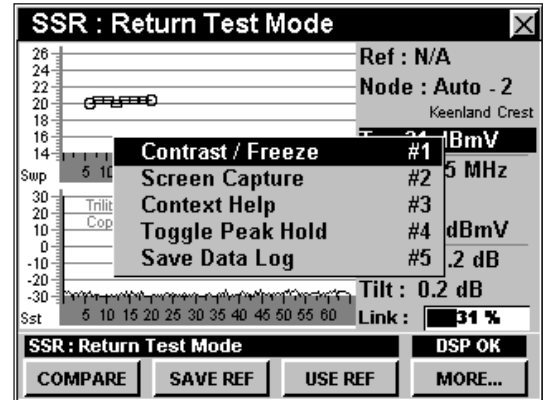 SSR : Return Test Mode
X
26
24
22
20
18
16
14
Swp
5 10
30
20
10
0
-10
-20
-30
Sst
5 10 15 20 25 30 35 40 45 50 55 60
Ref : N/A
Node : Auto - 2
Keenland Crest
dBmV
5 MHz
dBmV
.2 dB
Tilt : 0.2 dB
Link : 31 %
Contrast / Freeze #1
Screen Capture #2
Context Help #3
Toggle Peak Hold #4
Save Data Log #5
SSR : Return Test Mode
DSP OK
COMPARE
SAVE REF
USE REF
MORE...